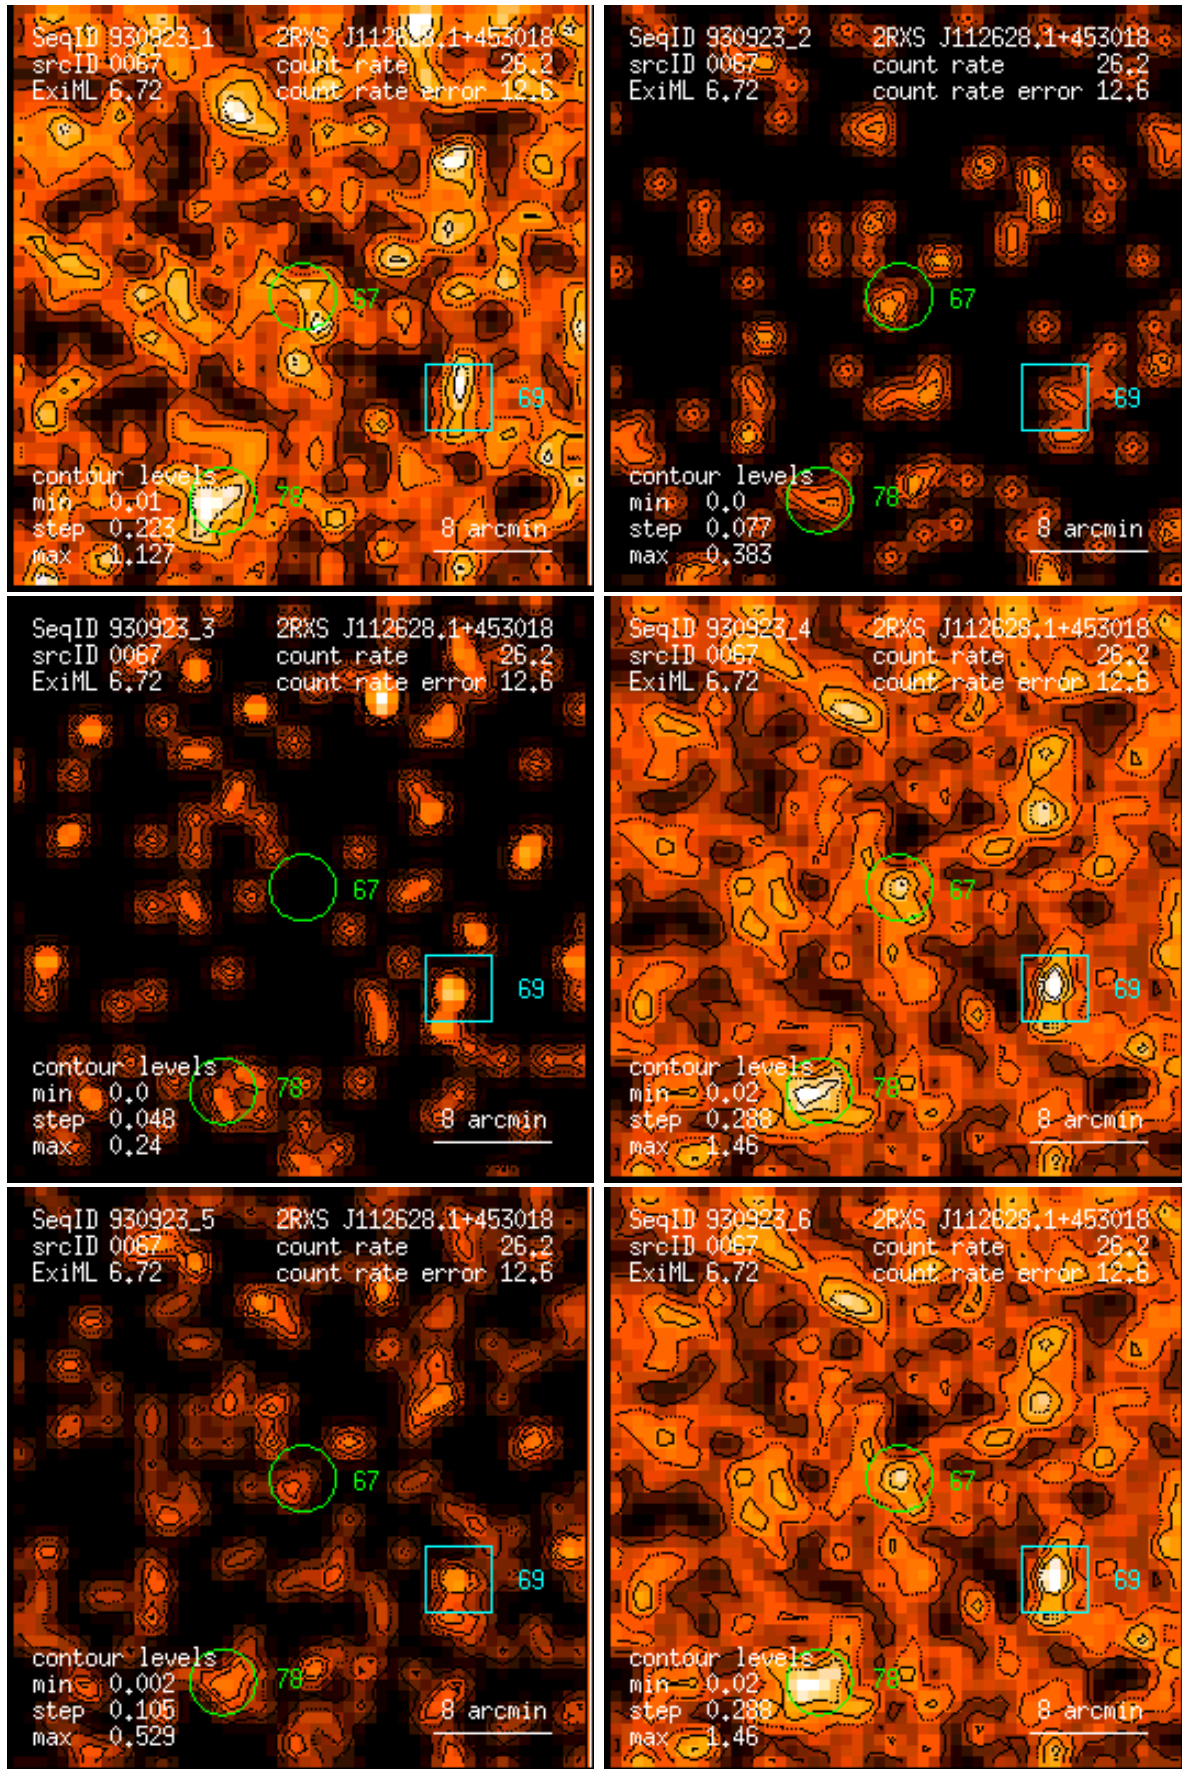 SeqID 930923_1 2RXS J112628.1+453018
srcID 0067 count rate 26.2
ExiML 6.72 count rate error 12.6
67
69
contour levels
min 0.01 78
step 0.223 8 arcmin
max 1.127
SeqID 930923_2 2RXS J112628.1+453018
srcID 0067 count rate 26.2
ExiML 6.72 count rate error 12.6
67
69
contour levels
min 0.0 78
step 0.077 8 arcmin
max 0.383
SeqID 930923_3 2RXS J112628.1+453018
srcID 0067 count rate 26.2
ExiML 6.72 count rate error 12.6
67
69
contour levels
min 0.0 78
step 0.048 8 arcmin
max 0.24
SeqID 930923_4 2RXS J112628.1+453018
srcID 0067 count rate 26.2
ExiML 6.72 count rate error 12.6
67
69
contour levels
min 0.02 78
step 0.288 8 arcmin
max 1.46
SeqID 930923_5 2RXS J112628.1+453018
srcID 0067 count rate 26.2
ExiML 6.72 count rate error 12.6
67
69
contour levels
min 0.002 78
step 0.105 8 arcmin
max 0.529
SeqID 930923_6 2RXS J112628.1+453018
srcID 0067 count rate 26.2
ExiML 6.72 count rate error 12.6
67
69
contour levels
min 0.02 78
step 0.288 8 arcmin
max 1.46